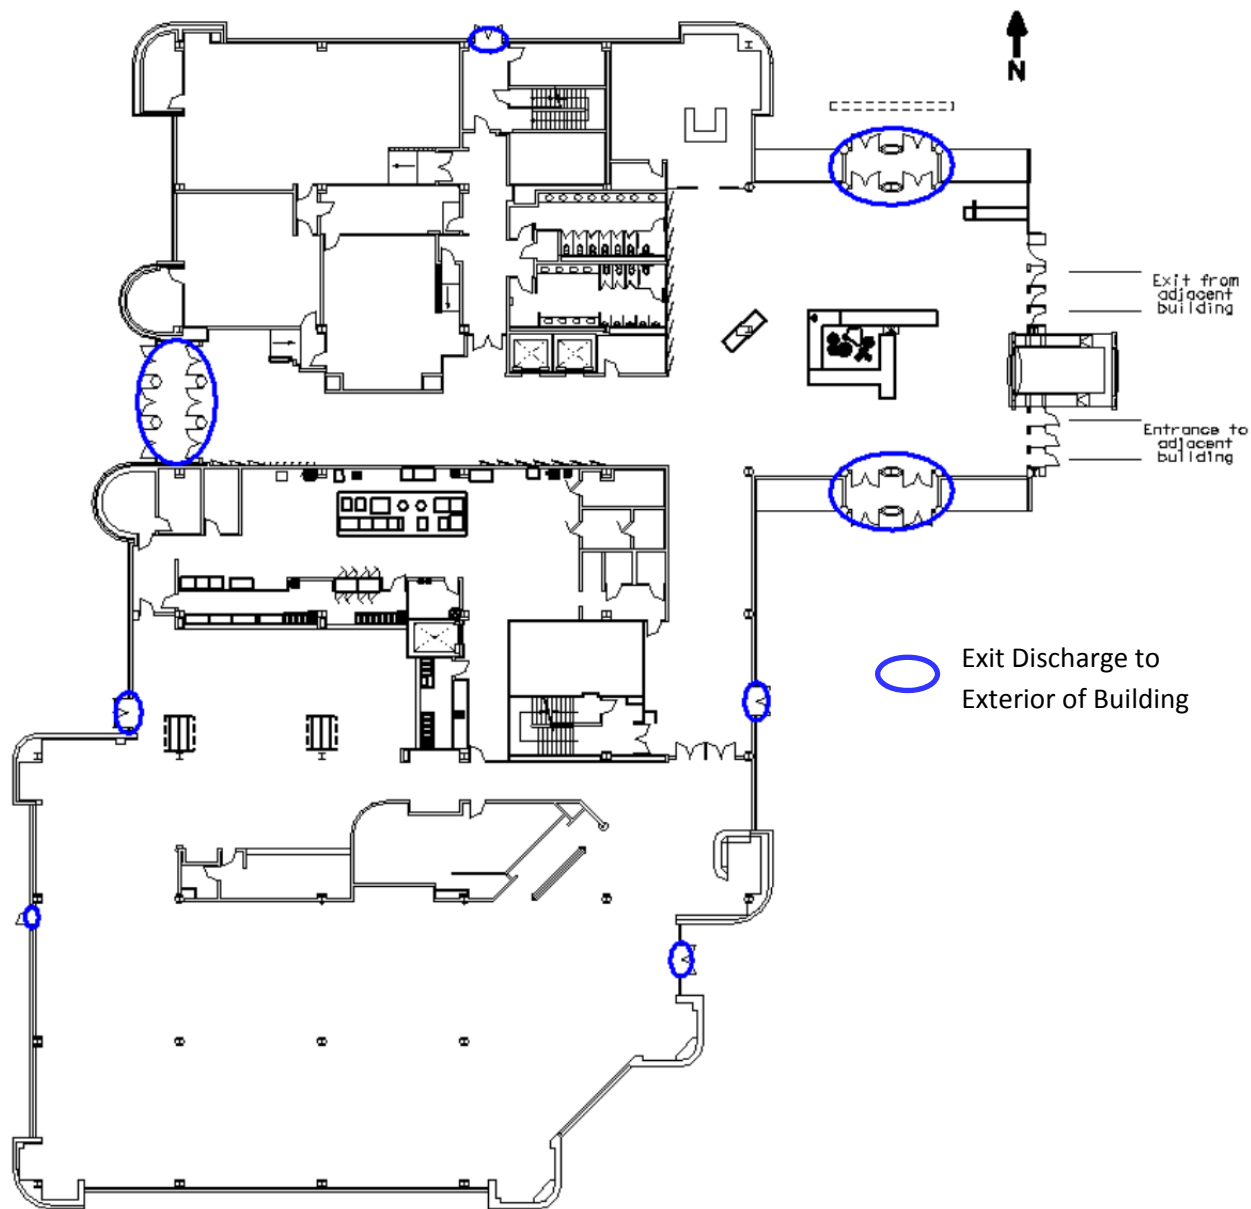 N
Exit from
adjacent
building
Entrance to
adjacent
building
Exit Discharge to
Exterior of Building